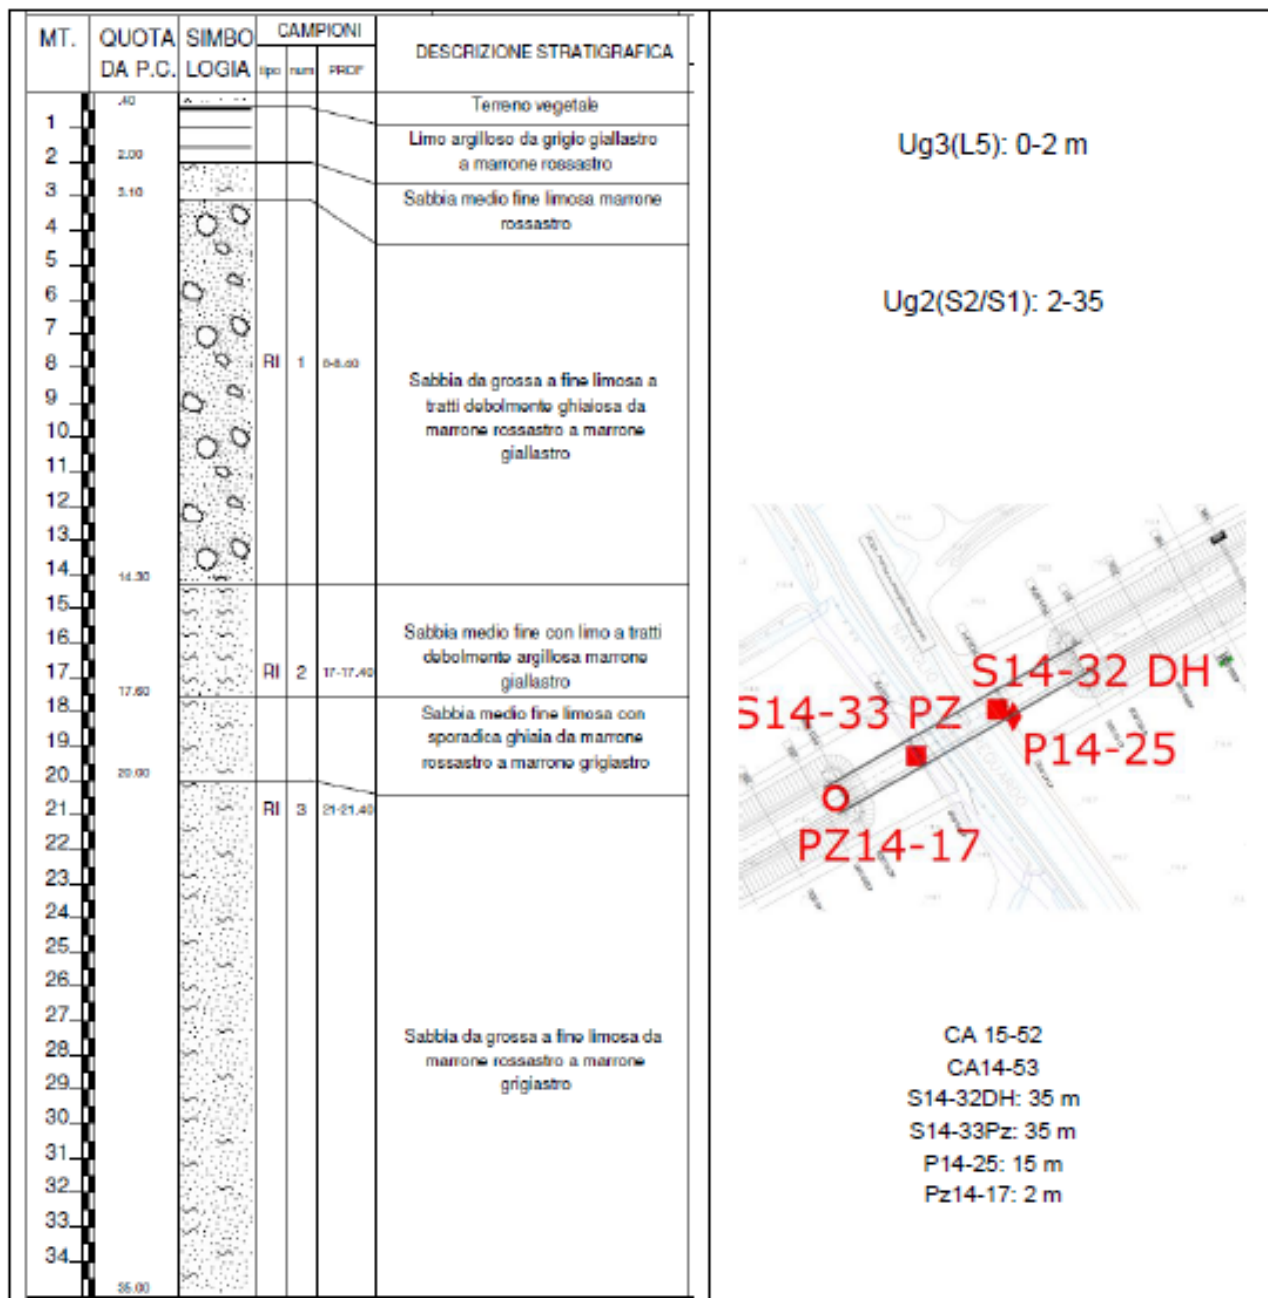 MT.
QUOTA
DA P.C.
SIMBO
LOGIA
CAMPIONI
tipo
num
PROF
DESCRIZIONE STRATIGRAFICA
.40
Terreno vegetale
1
Limo argilloso da grigio giallastro
a marrone rossastro
2
2.00
3
3.10
Sabbia medio fine limosa marrone
rossastro
4
5
6
7
8
RI
1
9
Sabbia da grossa a fine limosa a
tratti debolmente ghiaiosa da
marrone rossastro a marrone
giallastro
10
11
12
13
14
14.30
15
16
Sabbia medio fine con limo a tratti
debolmente argillosa marrone
giallastro
17
RI
2
17-17.40
17.60
18
Sabbia medio fine limosa con
sporadica ghiaia da marrone
rossastro a marrone grigiastro
19
20
20.00
21
RI
3
21-21.40
22
23
24
25
26
27
28
Sabbia da grossa a fine limosa da
marrone rossastro a marrone
grigiastro
29
30
31
32
33
34
35.00
Ug3(L5): 0-2 m
Ug2(S2/S1): 2-35
S14-32 DH
S14-33 PZ
P14-25
PZ14-17
CA 15-52
CA14-53
S14-32DH: 35 m
S14-33Pz: 35 m
P14-25: 15 m
Pz14-17: 2 m